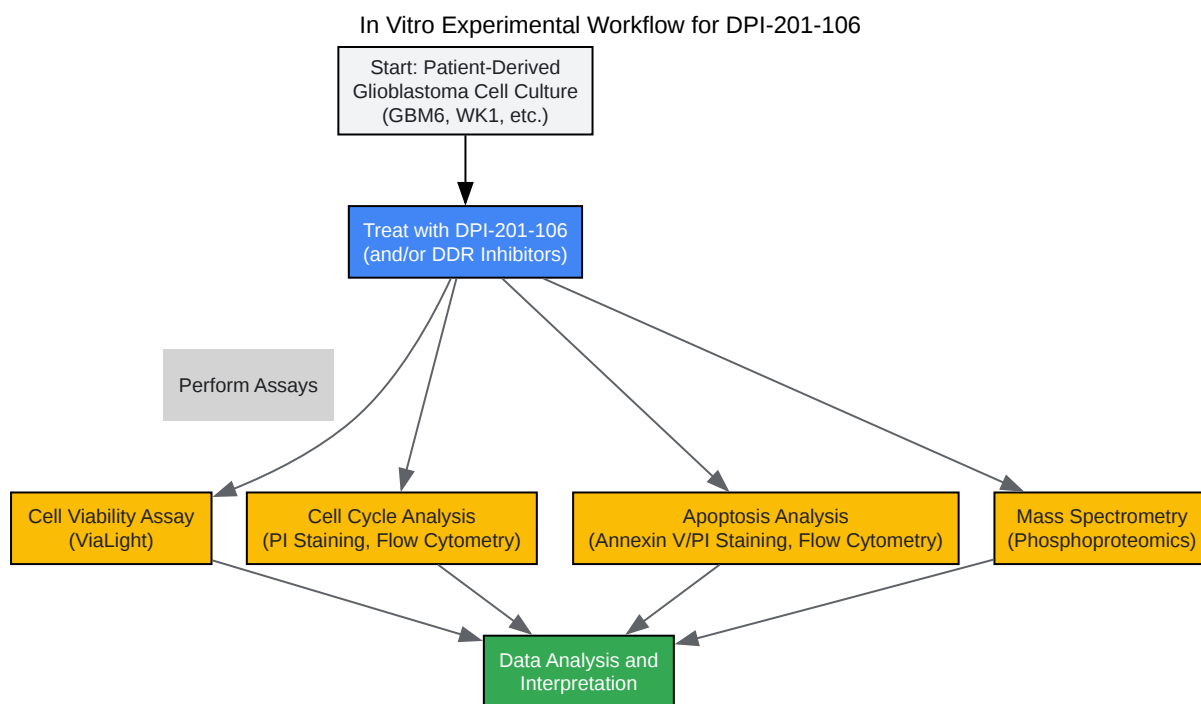 In Vitro Experimental Workflow for DPI-201-106
Start: Patient-Derived
Glioblastoma Cell Culture
(GBM6, WK1, etc.)
Treat with DPI-201-106
(and/or DDR Inhibitors)
Perform Assays
Cell Viability Assay
(ViaLight)
Cell Cycle Analysis
(PI Staining, Flow Cytometry)
Apoptosis Analysis
(Annexin V/PI Staining, Flow Cytometry)
Mass Spectrometry
(Phosphoproteomics)
Data Analysis and
Interpretation